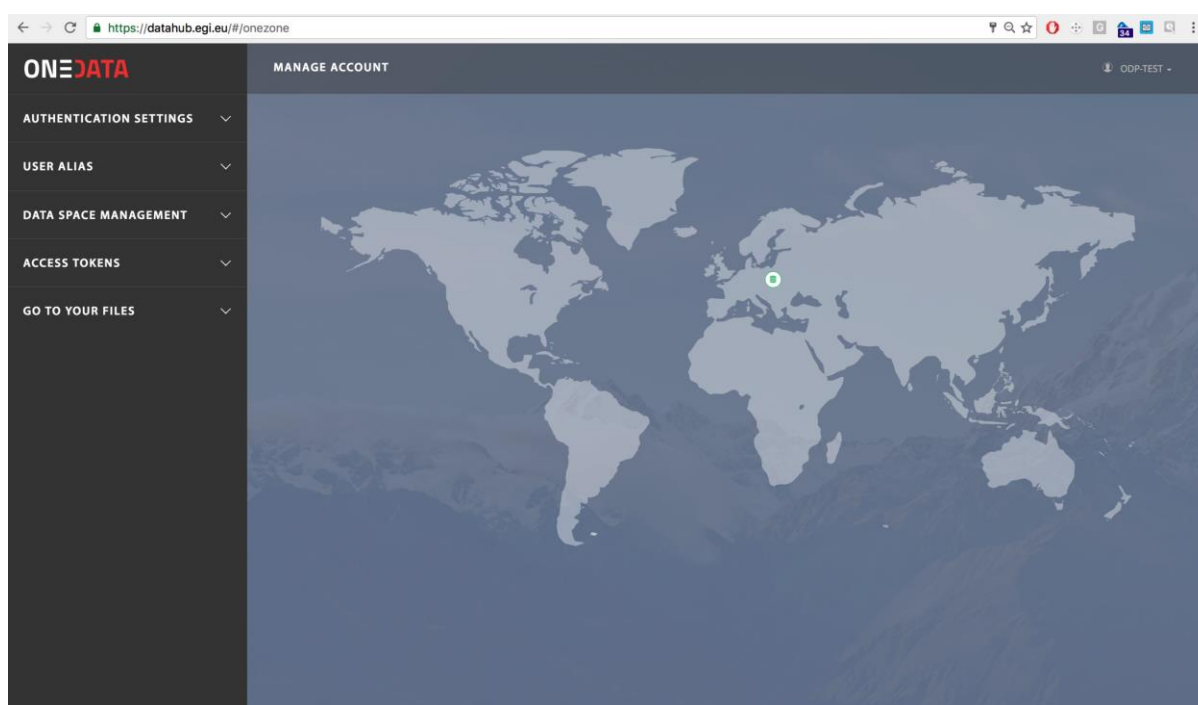 https://datahub.egi.eu/#/onezone
34
ONEDATA
MANAGE ACCOUNT
ODP-TEST
AUTHENTICATION SETTINGS
USER ALIAS
DATA SPACE MANAGEMENT
ACCESS TOKENS
GO TO YOUR FILES